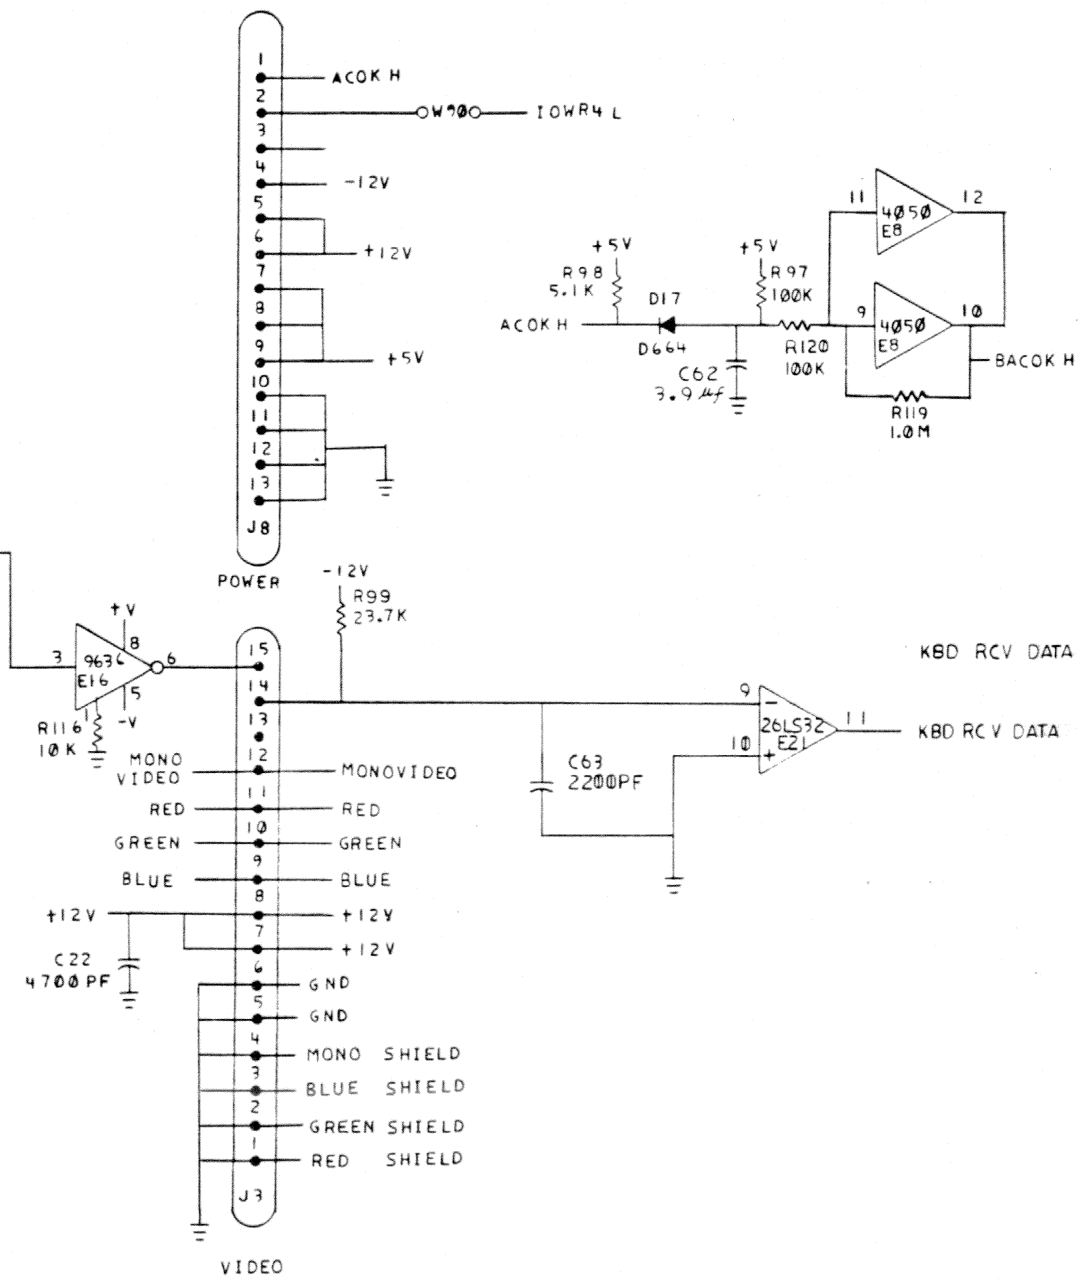 1
ACOK H
2
W90
IOWR4 L
3
4
-12V
5
6
+12V
7
8
9
+5V
10
11
12
13
J8
POWER
11
4050
E8
12
+5V
+5V
R98
5.1K
D17
R97
100K
ACOK H
D664
R120
100K
9
4050
E8
10
BACOK H
C62
3.9 μf
R119
1.0M
-12V
R99
23.7K
+V
8
3
9636
E16
6
5
-V
1
R116
10K
15
14
13
12
MONO
VIDEO
MONOVIDEO
11
RED
RED
10
GREEN
GREEN
9
BLUE
BLUE
8
+12V
+12V
7
+12V
C22
4700PF
6
GND
5
GND
4
MONO SHIELD
3
BLUE SHIELD
2
GREEN SHIELD
1
RED SHIELD
J3
VIDEO
KBD RCV DATA
9
-
26LS32
E21
11
KBD RCV DATA
10
+
C63
2200PF